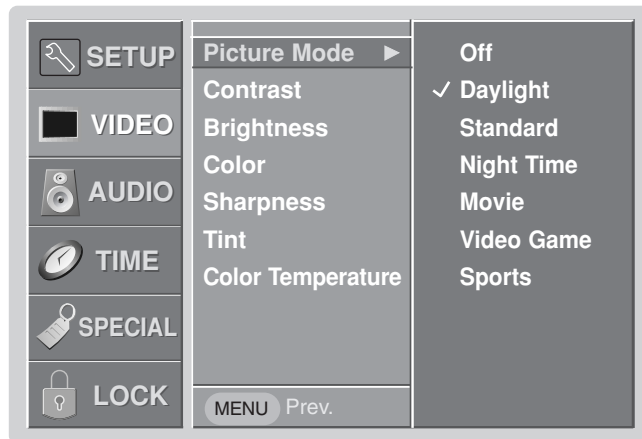 SETUP
VIDEO
AUDIO
TIME
SPECIAL
LOCK
Picture Mode ►
Contrast
Brightness
Color
Sharpness
Tint
Color Temperature
MENU Prev.
Off
✓ Daylight
Standard
Night Time
Movie
Video Game
Sports